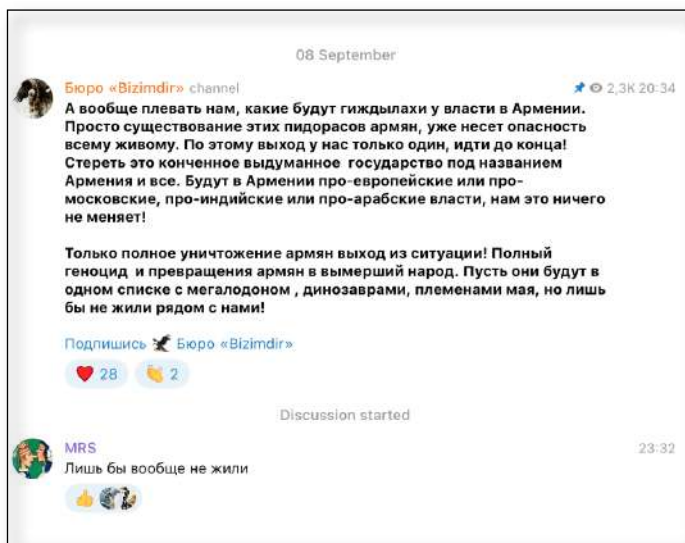 08 September
Бюро «Bizimdir» channel
2,3K 20:34
А вообще плевать нам, какие будут гиждылахи у власти в Армении.
Просто существование этих пидорасов армян, уже несет опасность
всему живому. По этому выход у нас только один, идти до конца!
Стереть это конченное выдуманное государство под названием
Армения и все. Будут в Армении про-европейские или про-
московские, про-индийские или про-арабские власти, нам это ничего
не меняет!
Только полное уничтожение армян выход из ситуации! Полный
геноцид и превращения армян в вымерший народ. Пусть они будут в
одном списке с мегалодоном , динозаврами, племенами мая, но лишь
бы не жили рядом с нами!
Подпишись Бюро «Bizimdir»
28 2
Discussion started
MRS 23:32
Лишь бы вообще не жили